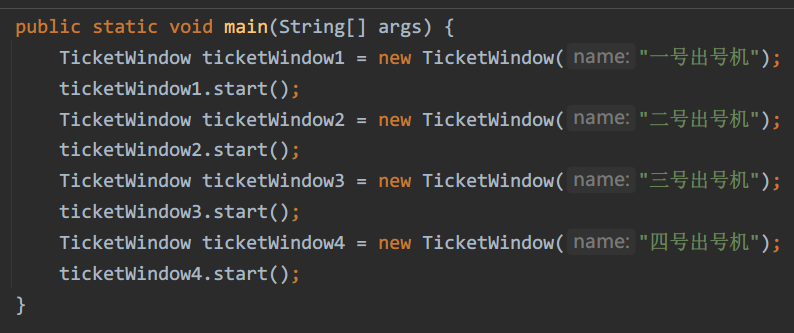 public static void main(String[] args) {
    TicketWindow ticketWindow1 = new TicketWindow( name: "一号出号机");
    ticketWindow1.start();
    TicketWindow ticketWindow2 = new TicketWindow( name: "二号出号机");
    ticketWindow2.start();
    TicketWindow ticketWindow3 = new TicketWindow( name: "三号出号机");
    ticketWindow3.start();
    TicketWindow ticketWindow4 = new TicketWindow( name: "四号出号机");
    ticketWindow4.start();
}